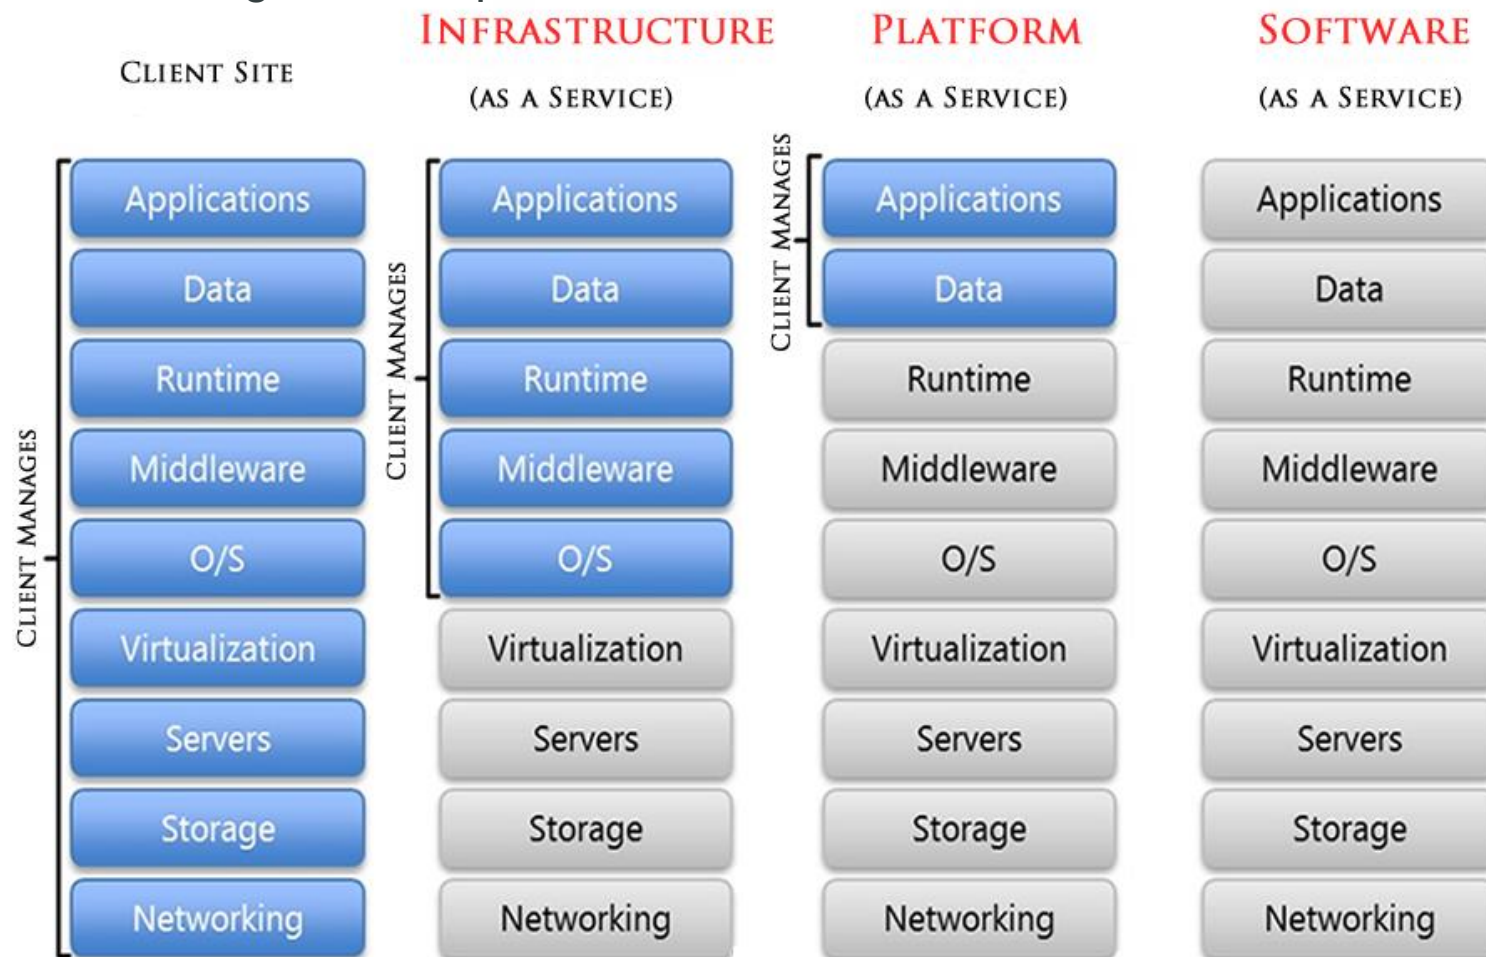 CLIENT SITE
INFRASTRUCTURE
(AS A SERVICE)
PLATFORM
(AS A SERVICE)
SOFTWARE
(AS A SERVICE)
CLIENT MANAGES
Applications
Data
Runtime
Middleware
O/S
Virtualization
Servers
Storage
Networking
CLIENT MANAGES
Applications
Data
Runtime
Middleware
O/S
Virtualization
Servers
Storage
Networking
CLIENT MANAGES
Applications
Data
Runtime
Middleware
O/S
Virtualization
Servers
Storage
Networking
Applications
Data
Runtime
Middleware
O/S
Virtualization
Servers
Storage
Networking